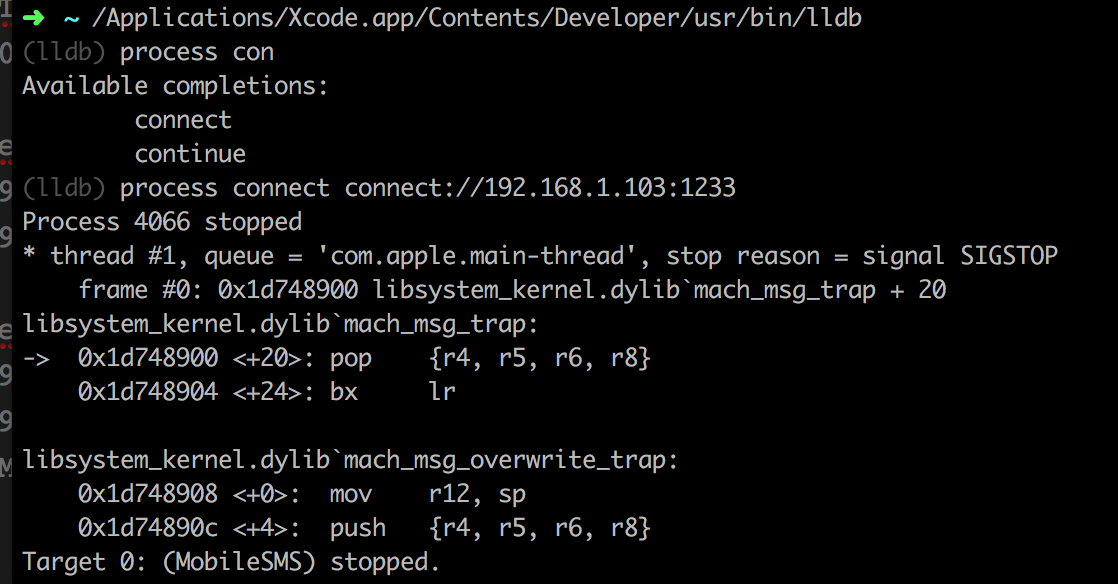 ➜ ~ /Applications/Xcode.app/Contents/Developer/usr/bin/lldb
(lldb) process con
Available completions:
connect
continue
(lldb) process connect connect://192.168.1.103:1233
Process 4066 stopped
* thread #1, queue = 'com.apple.main-thread', stop reason = signal SIGSTOP
frame #0: 0x1d748900 libsystem_kernel.dylib`mach_msg_trap + 20
libsystem_kernel.dylib`mach_msg_trap:
-> 0x1d748900 <+20>: pop {r4, r5, r6, r8}
0x1d748904 <+24>: bx lr
libsystem_kernel.dylib`mach_msg_overwrite_trap:
0x1d748908 <+0>: mov r12, sp
0x1d74890c <+4>: push {r4, r5, r6, r8}
Target 0: (MobileSMS) stopped.